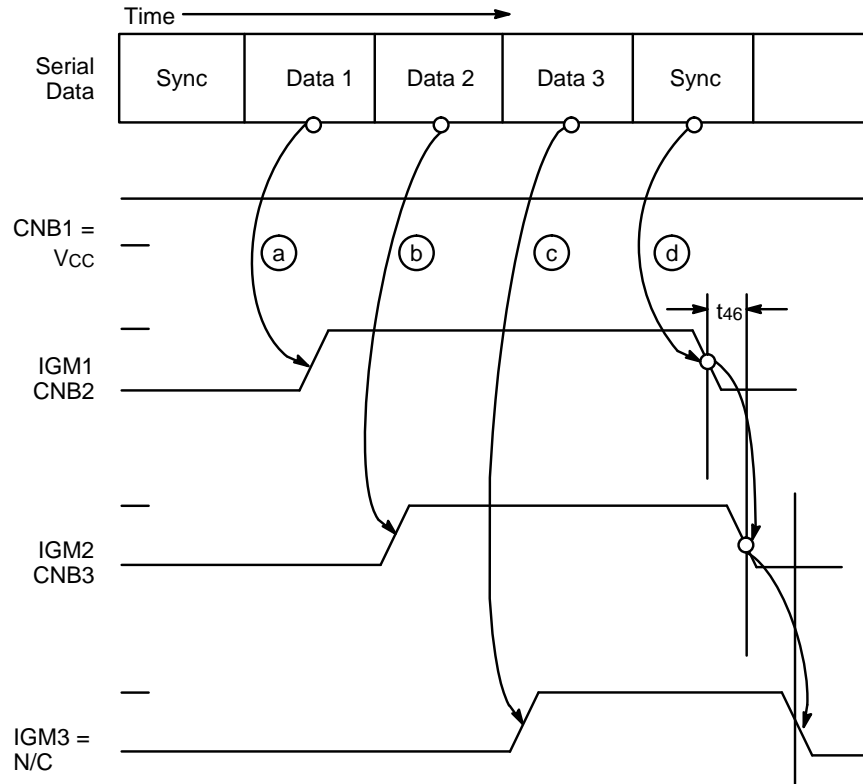 Time
Serial
Data
Sync
Data 1
Data 2
Data 3
Sync
CNB1 =
VCC
a
b
c
d
t46
IGM1
CNB2
IGM2
CNB3
IGM3 =
N/C